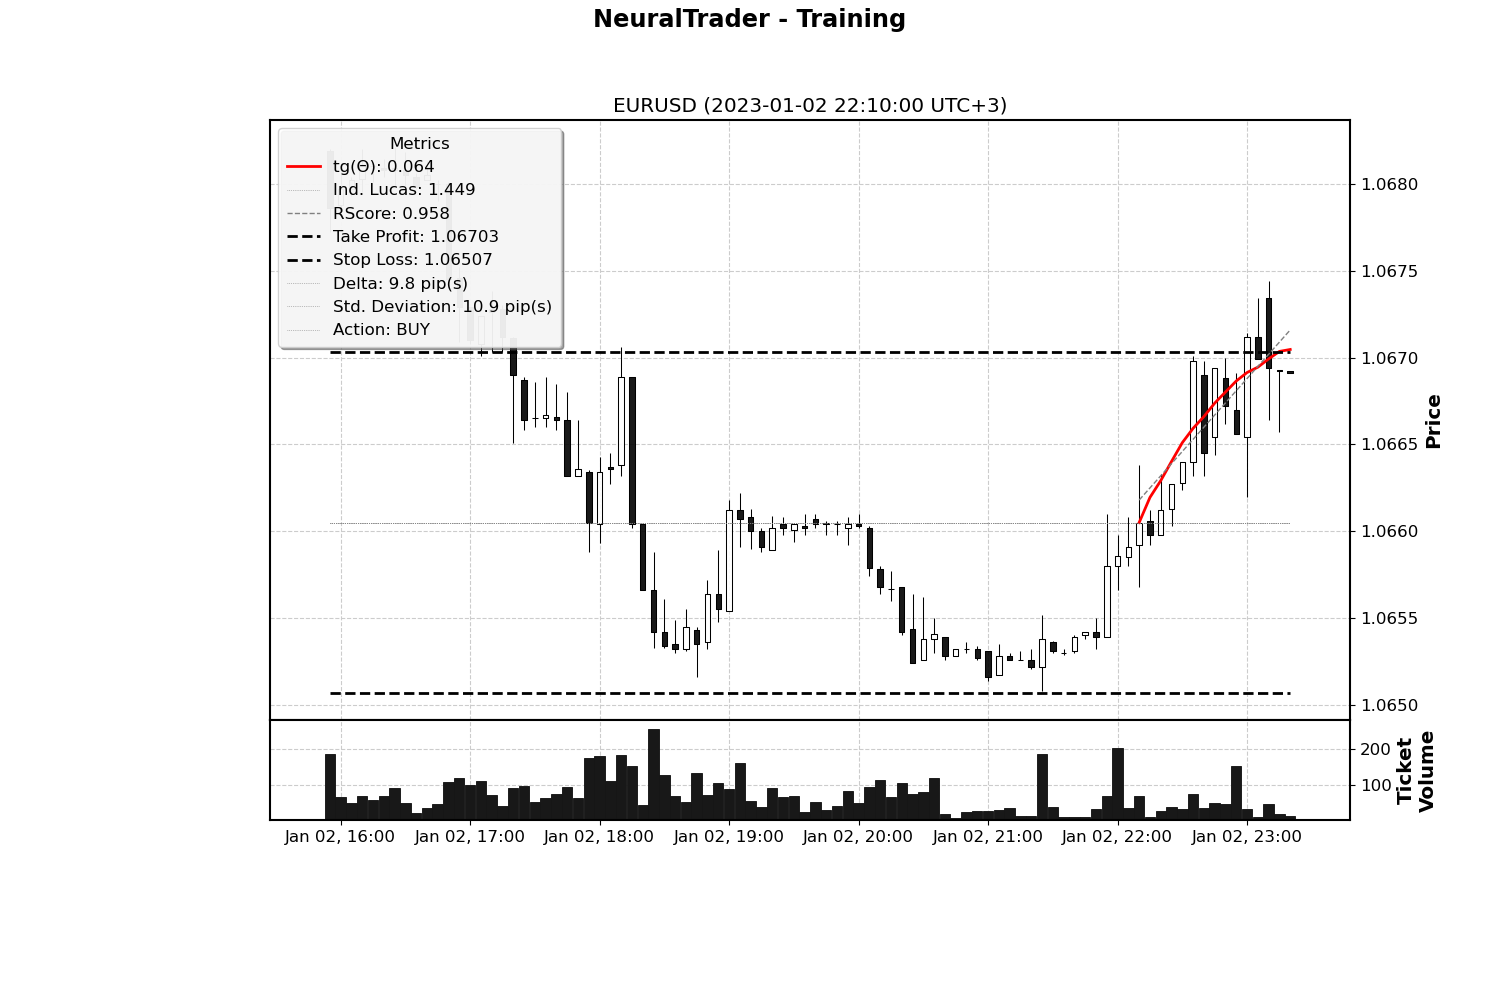 NeuralTrader - Training
EURUSD (2023-01-02 22:10:00 UTC+3)
Metrics
tg(Θ): 0.064
Ind. Lucas: 1.449
RScore: 0.958
Take Profit: 1.06703
Stop Loss: 1.06507
Delta: 9.8 pip(s)
Std. Deviation: 10.9 pip(s)
Action: BUY
1.0680
1.0675
1.0670
1.0665
1.0660
1.0655
1.0650
Price
200
100
Ticket
Volume
Jan 02, 16:00
Jan 02, 17:00
Jan 02, 18:00
Jan 02, 19:00
Jan 02, 20:00
Jan 02, 21:00
Jan 02, 22:00
Jan 02, 23:00